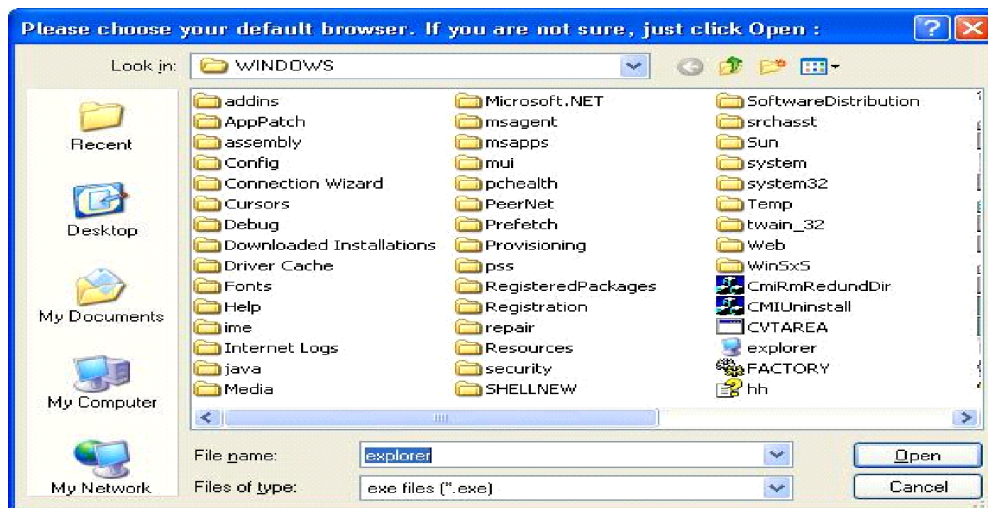 Please choose your default browser. If you are not sure, just click Open :
Look in:
WINDOWS
Recent
Desktop
My Documents
My Computer
My Network
addins
AppPatch
assembly
Config
Connection Wizard
Cursors
Debug
Downloaded Installations
Driver Cache
Fonts
Help
ime
Internet Logs
java
Media
Microsoft.NET
msagent
msapps
mui
pchealth
PeerNet
Prefetch
Provisioning
pss
RegisteredPackages
Registration
repair
Resources
security
SHELLNEW
SoftwareDistribution
srchasst
Sun
system
system32
Temp
twain_32
Web
WinSxS
CmiRmRedundDir
CMIUninstall
CVTAREA
explorer
FACTORY
hh
File name:
explorer
Open
Files of type:
exe files (*.exe)
Cancel